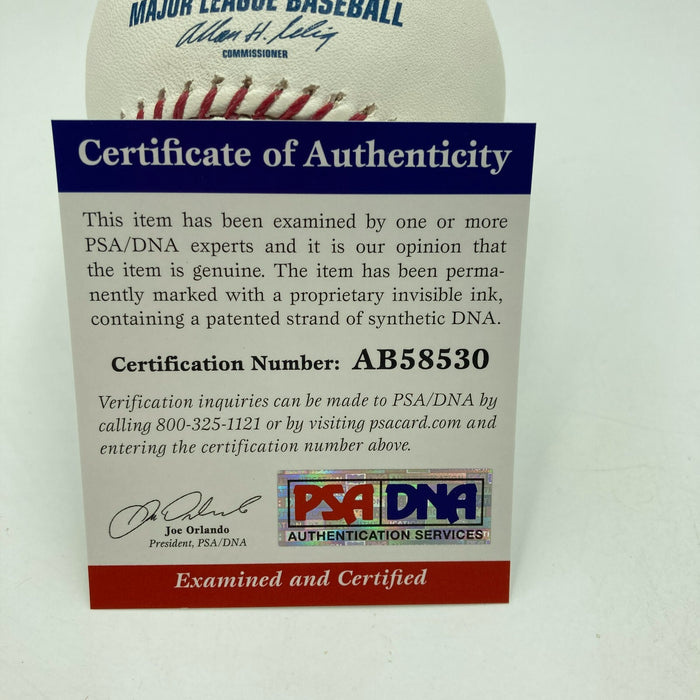 MAJOR LEAGUE BASEBALL
Allan H. Selig
COMMISSIONER
Certificate of Authenticity
This item has been examined by one or more
PSA/DNA experts and it is our opinion that
the item is genuine. The item has been perma-
nently marked with a proprietary invisible ink,
containing a patented strand of synthetic DNA.
Certification Number: AB58530
Verification inquiries can be made to PSA/DNA by
calling 800-325-1121 or by visiting psacard.com and
entering the certification number above.
Joe Orlando
President, PSA/DNA
PSA DNA
AUTHENTICATION SERVICES
Examined and Certified